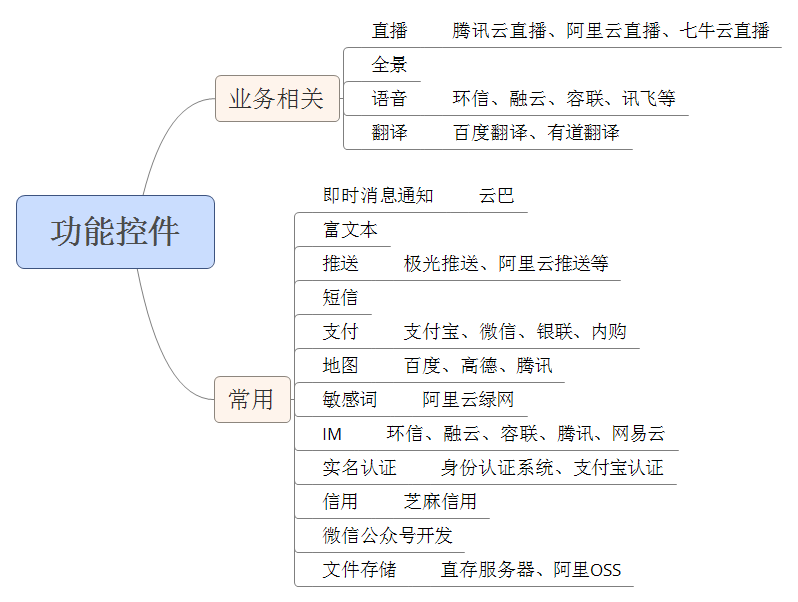 功能控件
业务相关
直播 腾讯云直播、阿里云直播、七牛云直播
全景
语音 环信、融云、容联、讯飞等
翻译 百度翻译、有道翻译
常用
即时消息通知 云巴
富文本
推送 极光推送、阿里云推送等
短信
支付 支付宝、微信、银联、内购
地图 百度、高德、腾讯
敏感词 阿里云绿网
IM 环信、融云、容联、腾讯、网易云
实名认证 身份认证系统、支付宝认证
信用 芝麻信用
微信公众号开发
文件存储 直存服务器、阿里OSS